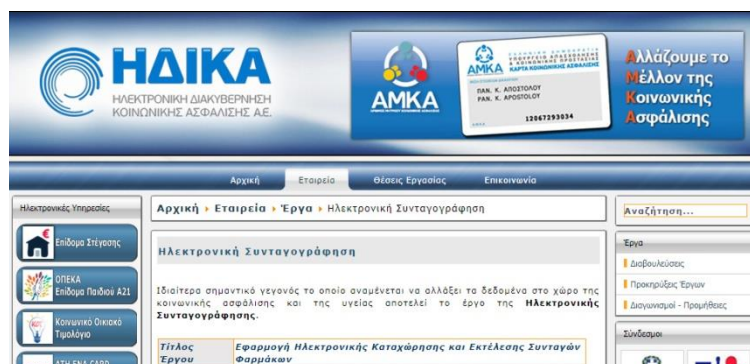 ΗΔΙΚΑ
ΗΛΕΚΤΡΟΝΙΚΗ ΔΙΑΚΥΒΕΡΝΗΣΗ
ΚΟΙΝΩΝΙΚΗΣ ΑΣΦΑΛΙΣΗΣ ΑΕ.
ΑΜΚΑ
ΑΜΚΑ ΚΑΡΤΑ ΚΟΙΝΩΝΙΚΗΣ ΑΣΦΑΛΙΣΗΣ
ΠΑΝ. Κ. ΑΠΟΣΤΟΛΟΥ
PAN. K. APOSTOLOY
12067293034
Αλλάζουμε το
Μέλλον της
Κοινωνικής
Ασφάλισης
Αρχική Εταιρεία Θέσεις Εργασίας Επικοινωνία
Ηλεκτρονικές Υπηρεσίες
Επίδομα Στέγασης
ΟΠΕΚΑ
Επίδομα Παιδιού Α21
Κοινωνικό Οικιακό
Τιμολόγιο
ATH.ENA CARD
Αρχική Εταιρεία Έργα Ηλεκτρονική Συνταγογράφηση
Ηλεκτρονική Συνταγογράφηση
Ιδιαίτερα σημαντικό γεγονός το οποίο αναμένεται να αλλάξει τα δεδομένα στο χώρο της
κοινωνικής ασφάλισης και της υγείας αποτελεί το έργο της Ηλεκτρονικής
Συνταγογράφησης.
Τίτλος Εφαρμογή Ηλεκτρονικής Καταχώρησης και Εκτέλεσης Συνταγών
Έργου Φαρμάκων
Αναζήτηση...
Έργα
Διαβουλεύσεις
Προκηρύξεις Έργων
Διαγωνισμοί - Προμήθειες
Σύνδεσμοι